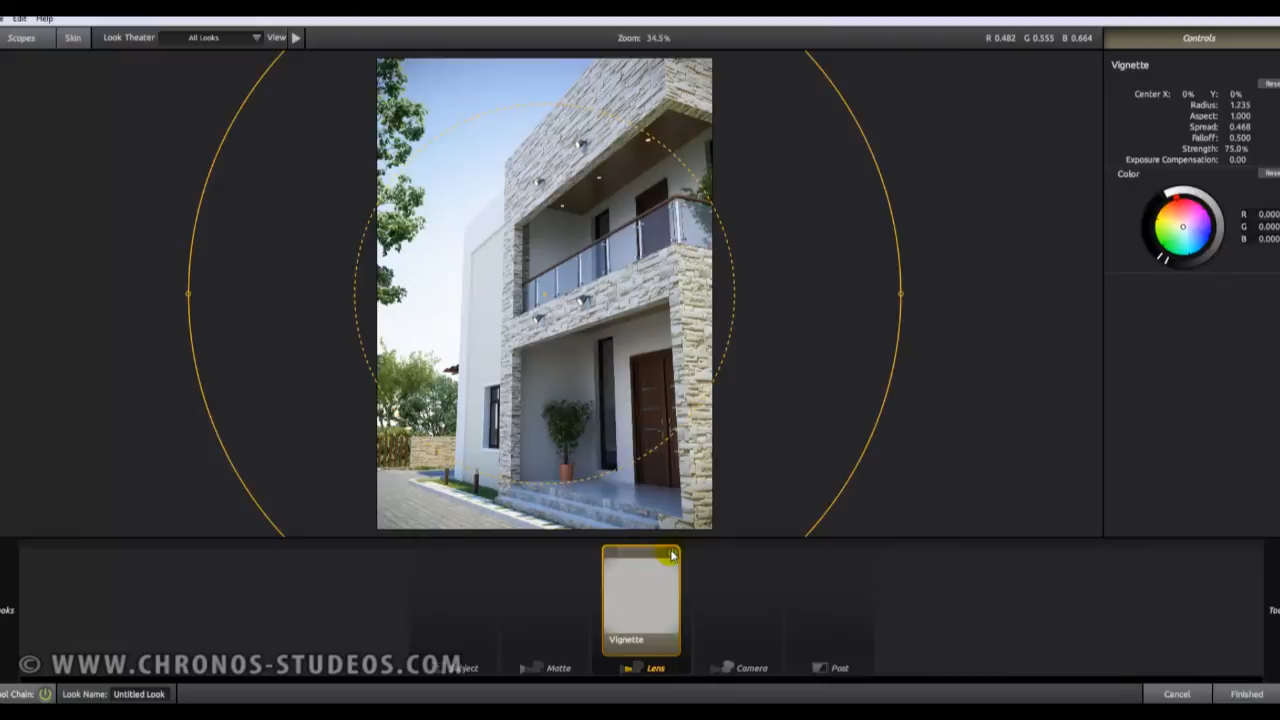 Edit Help
Scopes Skin Look Theater All Looks View Zoom: 34.5% R 0.482 G 0.555 B 0.664 Controls
Vignette
Center X: 0% Y: 0%
Radius: 1.235
Aspect: 1.000
Spread: 0.468
Falloff: 0.500
Strength: 75.0%
Exposure Compensation: 0.00
Color
R 0.000
G 0.000
B 0.000
Vignette
© WWW.CHRONOS-STUDEOS.COM
Matte Lens Camera Post
Chain: Look Name: Untitled Look Cancel Finished